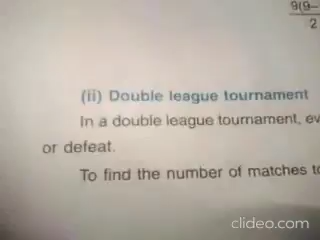 9(9–
2
(ii) Double league tournament
In a double league tournament, ev
or defeat.
To find the number of matches to
clideo.com